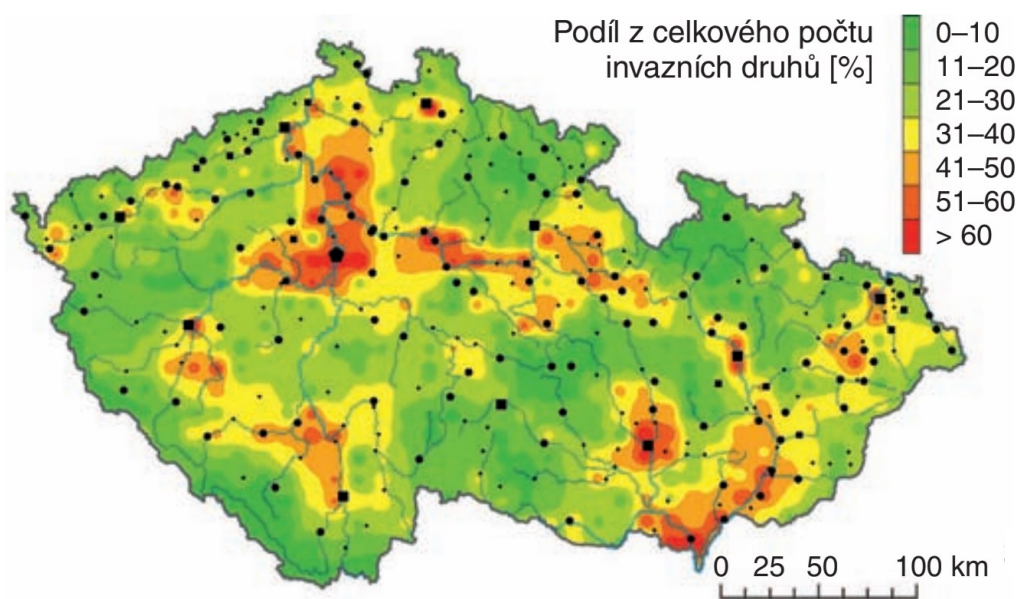 Podíl z celkového počtu
invazních druhů [%]
0–10
11–20
21–30
31–40
41–50
51–60
> 60
0 25 50 100 km